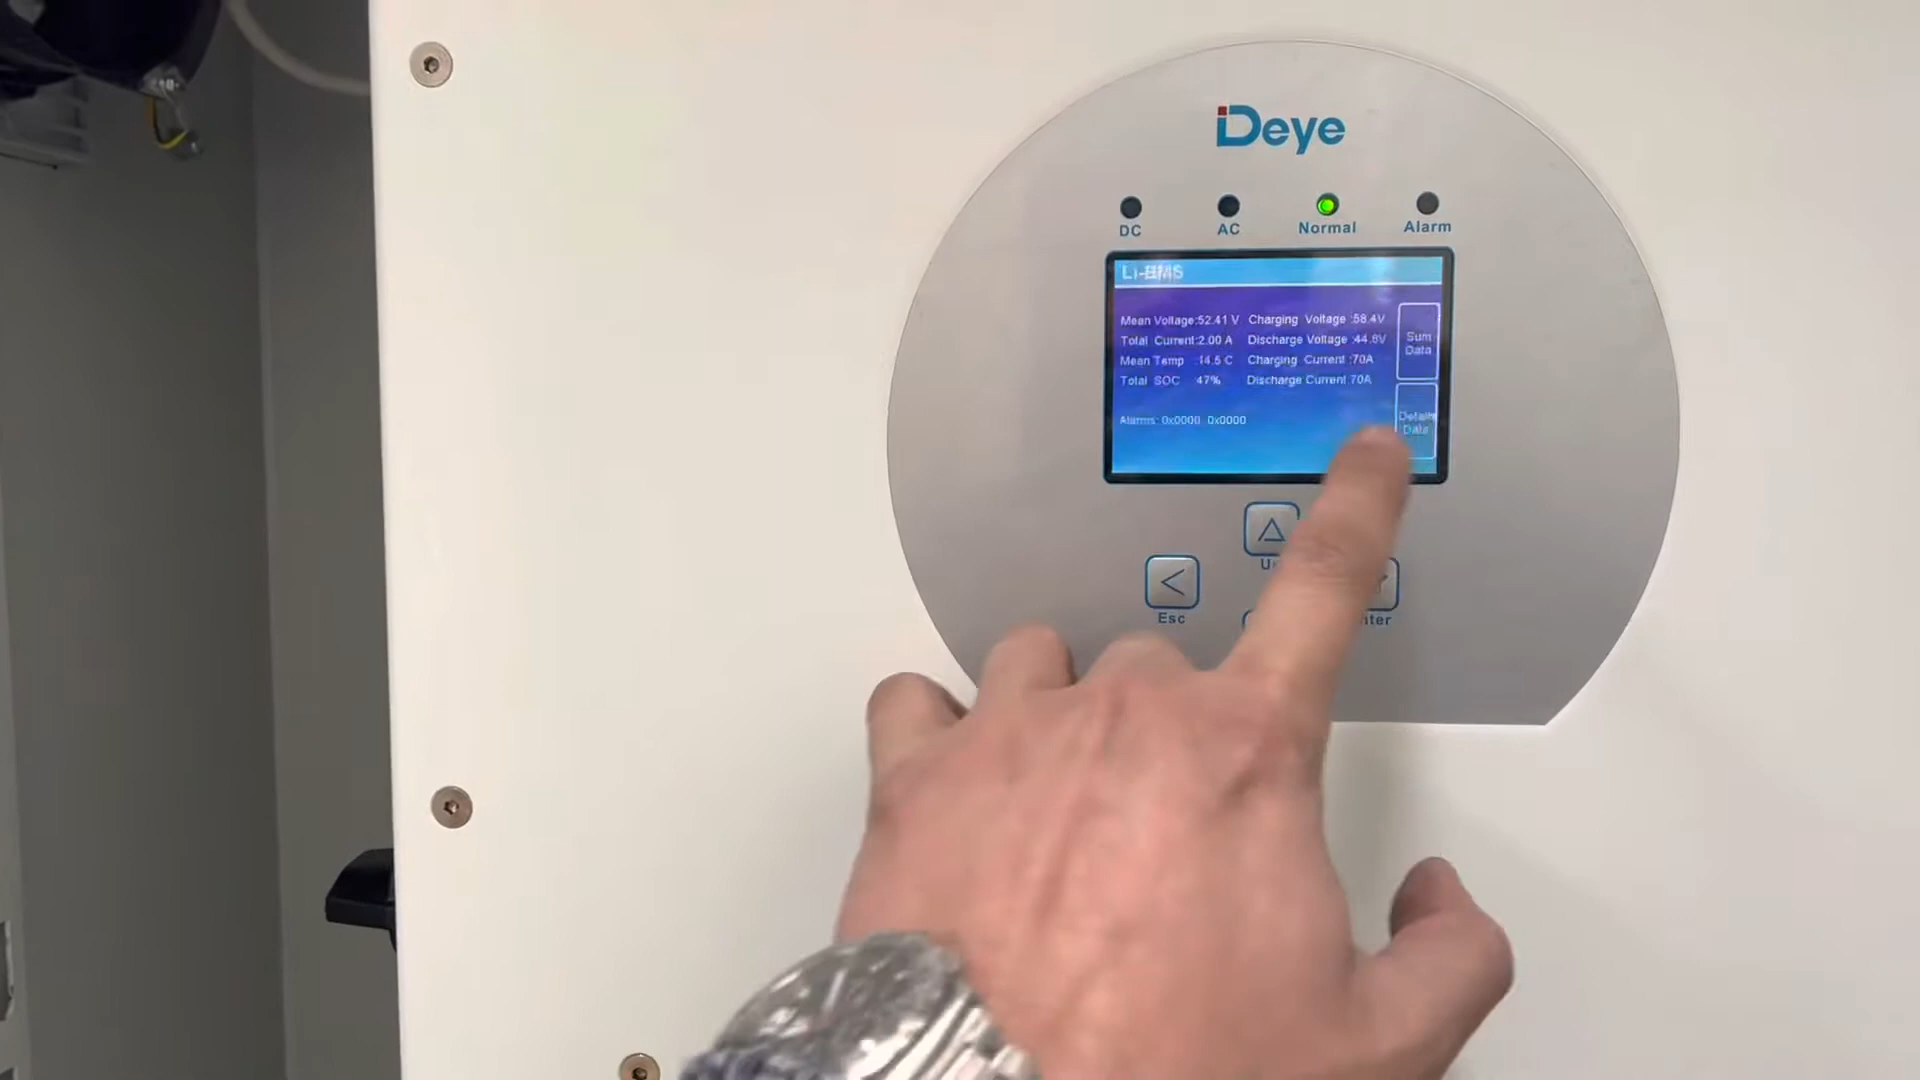 Deye
DC AC Normal Alarm
Li-BMS
Mean Voltage:52.41 V Charging Voltage :58.4V
Total Current:2.00 A Discharge Voltage :44.8V
Mean Temp :14.5 C Charging Current :70A
Total SOC 47% Discharge Current:70A
Alarms: 0x0000 0x0000
Sum
Data
Details
Data
Esc